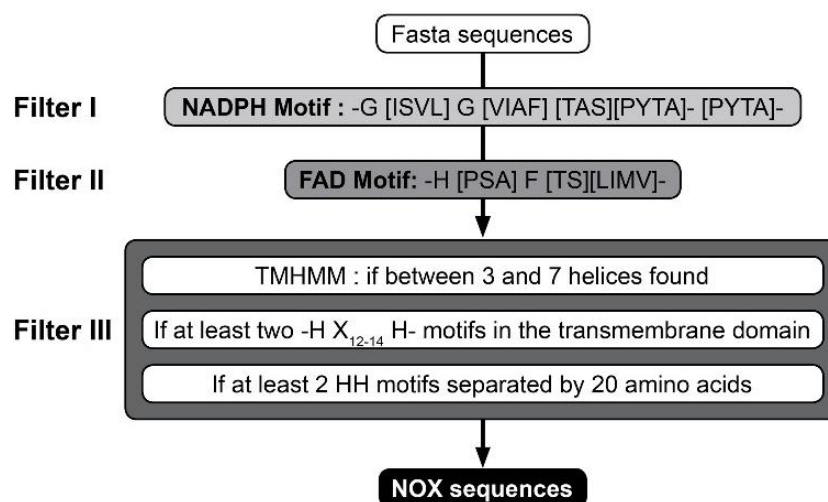 Fasta sequences
Filter I
NADPH Motif : -G [ISVL] G [VIAF] [TAS][PYTA]- [PYTA]-
Filter II
FAD Motif: -H [PSA] F [TS][LIMV]-
Filter III
TMHMM : if between 3 and 7 helices found
If at least two -H X12-14 H- motifs in the transmembrane domain
If at least 2 HH motifs separated by 20 amino acids
NOX sequences